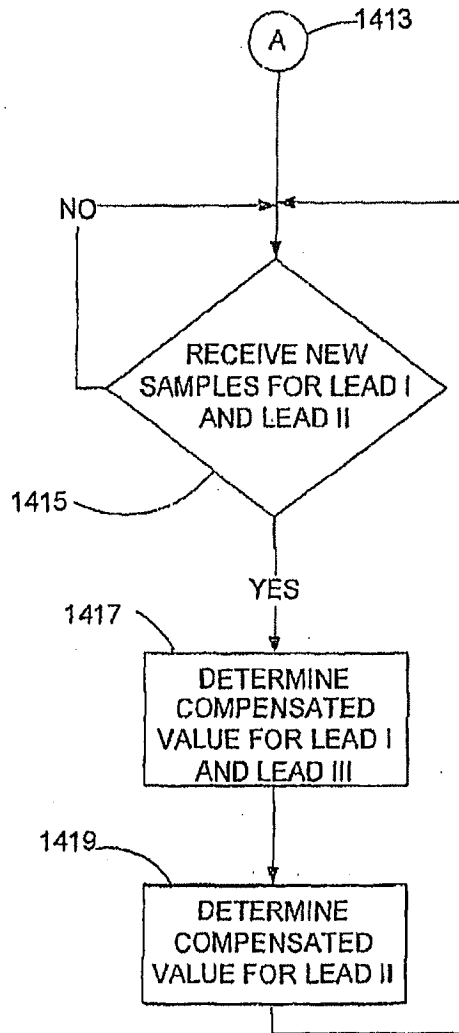 A
1413
NO
RECEIVE NEW
SAMPLES FOR LEAD I
AND LEAD II
1415
YES
1417
DETERMINE
COMPENSATED
VALUE FOR LEAD I
AND LEAD III
1419
DETERMINE
COMPENSATED
VALUE FOR LEAD II